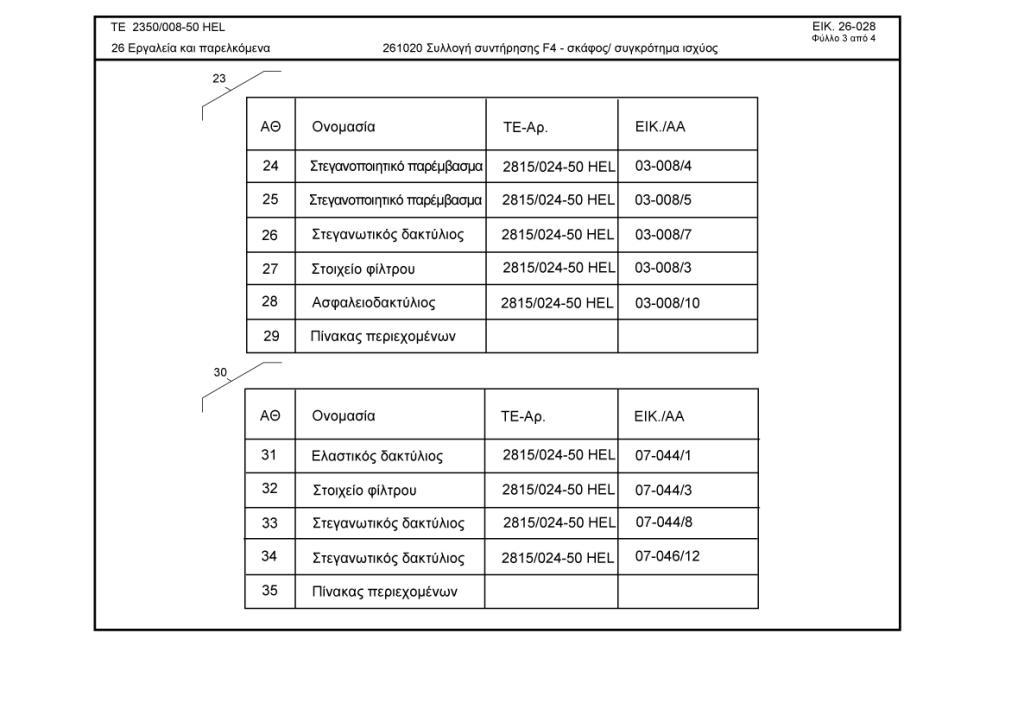 ΤΕ 2350/008-50 HEL
ΕΙΚ. 26-028
Φύλλο 3 από 4
26 Εργαλεία και παρελκόμενα
261020 Συλλογή συντήρησης F4 - σκάφος/ συγκρότημα ισχύος
23
ΑΘ Ονομασία ΤΕ-Αρ. ΕΙΚ./ΑΑ
24 Στεγανοποιητικό παρέμβασμα 2815/024-50 HEL 03-008/4
25 Στεγανοποιητικό παρέμβασμα 2815/024-50 HEL 03-008/5
26 Στεγανωτικός δακτύλιος 2815/024-50 HEL 03-008/7
27 Στοιχείο φίλτρου 2815/024-50 HEL 03-008/3
28 Ασφαλειοδακτύλιος 2815/024-50 HEL 03-008/10
29 Πίνακας περιεχομένων
30
ΑΘ Ονομασία ΤΕ-Αρ. ΕΙΚ./ΑΑ
31 Ελαστικός δακτύλιος 2815/024-50 HEL 07-044/1
32 Στοιχείο φίλτρου 2815/024-50 HEL 07-044/3
33 Στεγανωτικός δακτύλιος 2815/024-50 HEL 07-044/8
34 Στεγανωτικός δακτύλιος 2815/024-50 HEL 07-046/12
35 Πίνακας περιεχομένων